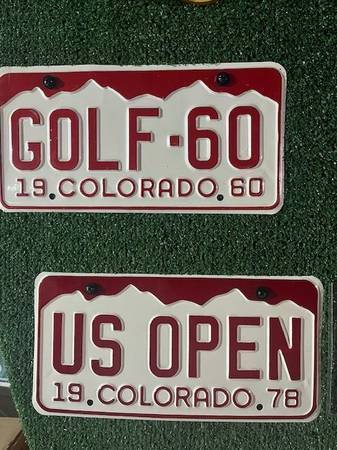 GOLF-60
19 COLORADO 60
US OPEN
19 COLORADO 78